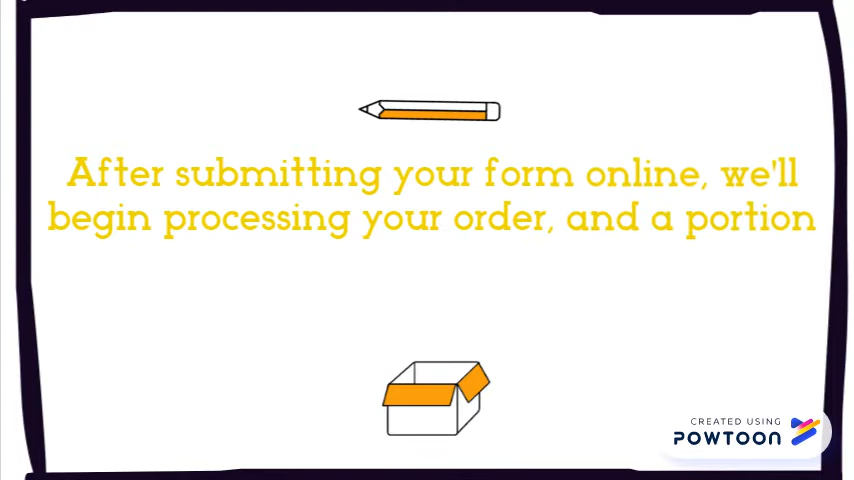 After submitting your form online, we'll
begin processing your order, and a portion
CREATED USING
POWTOON